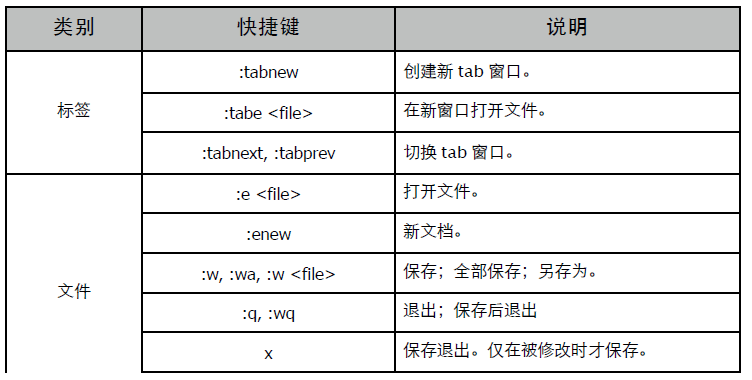 类别 快捷键 说明
标签
:tabnew 创建新 tab 窗口。
:tabe <file> 在新窗口打开文件。
:tabnext, :tabprev 切换 tab 窗口。
文件
:e <file> 打开文件。
:enew 新文档。
:w, :wa, :w <file> 保存；全部保存；另存为。
:q, :wq 退出；保存后退出
x 保存退出。仅在被修改时才保存。